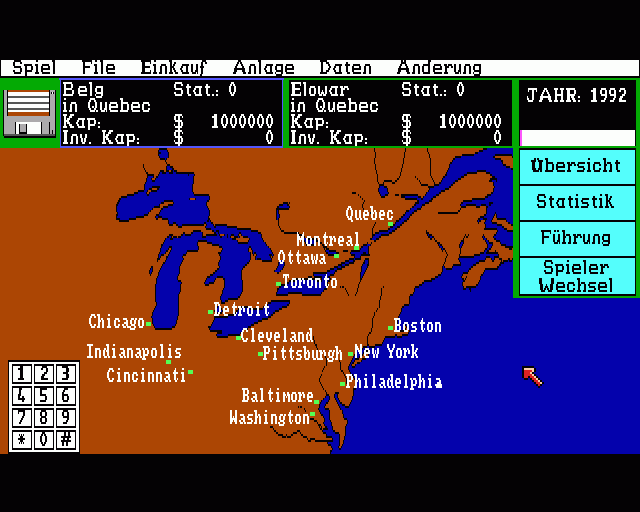 Spiel File Einkauf Anlage Daten Änderung
Belg Stat.: 0
in Quebec
Kap: $ 1000000
Inv. Kap: $ 0
Elowar Stat.: 0
in Quebec
Kap: $ 1000000
Inv. Kap: $ 0
JAHR: 1992
Übersicht
Statistik
Führung
Spieler
Wechsel
Quebec
Montreal
Ottawa
Toronto
Detroit
Chicago
Boston
Cleveland
Indianapolis
Pittsburgh
New York
Cincinnati
Philadelphia
Baltimore
Washington
1 2 3
4 5 6
7 8 9
* 0 #